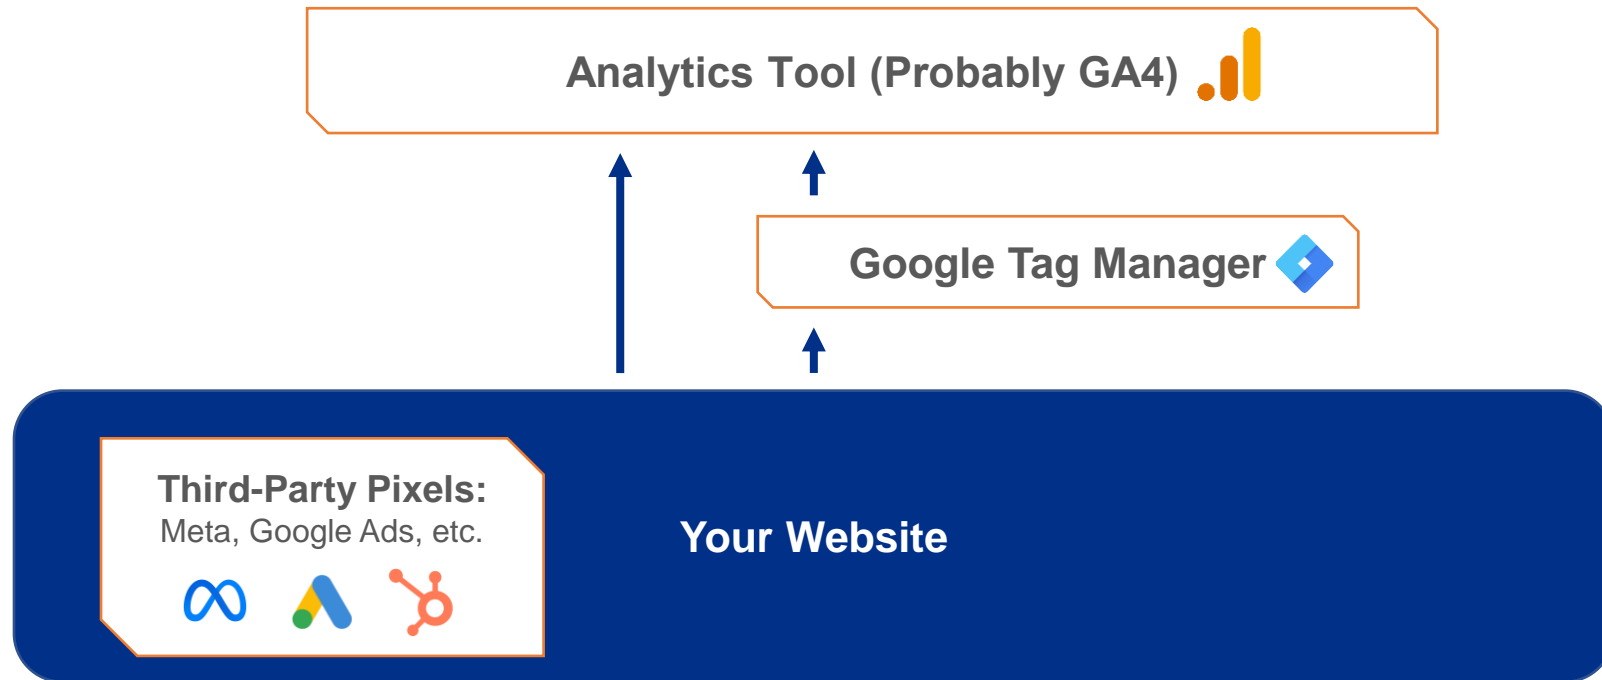 Analytics Tool (Probably GA4)
Google Tag Manager
Third-Party Pixels:
Meta, Google Ads, etc.
Your Website